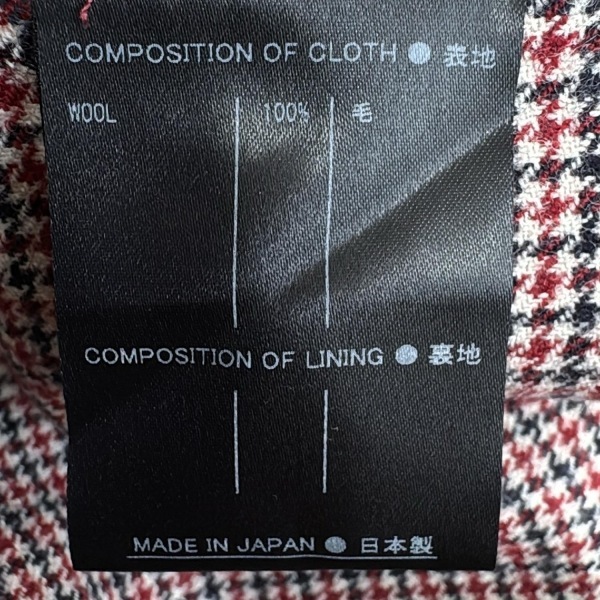 COMPOSITION OF CLOTH ● 表地
WOOL 100% 毛
COMPOSITION OF LINING ● 裏地
MADE IN JAPAN ● 日本製